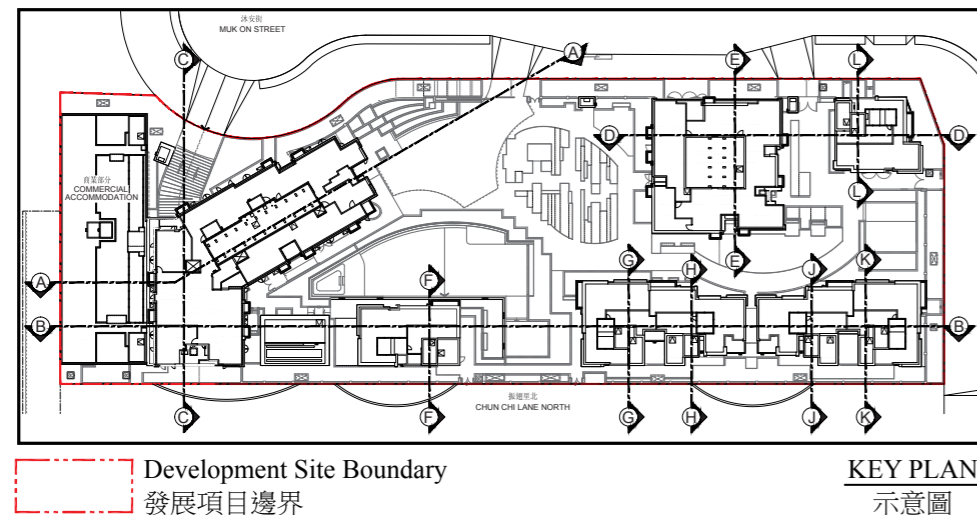 沐安街
MUK ON STREET
C
A
E
L
D
D
商業部分
COMMERCIAL
ACCOMMODATION
L
A
F
E
G
H
J
K
B
B
振翅里北
CHUN CHI LANE NORTH
C
F
G
H
J
K
Development Site Boundary
發展項目邊界
KEY PLAN
示意圖